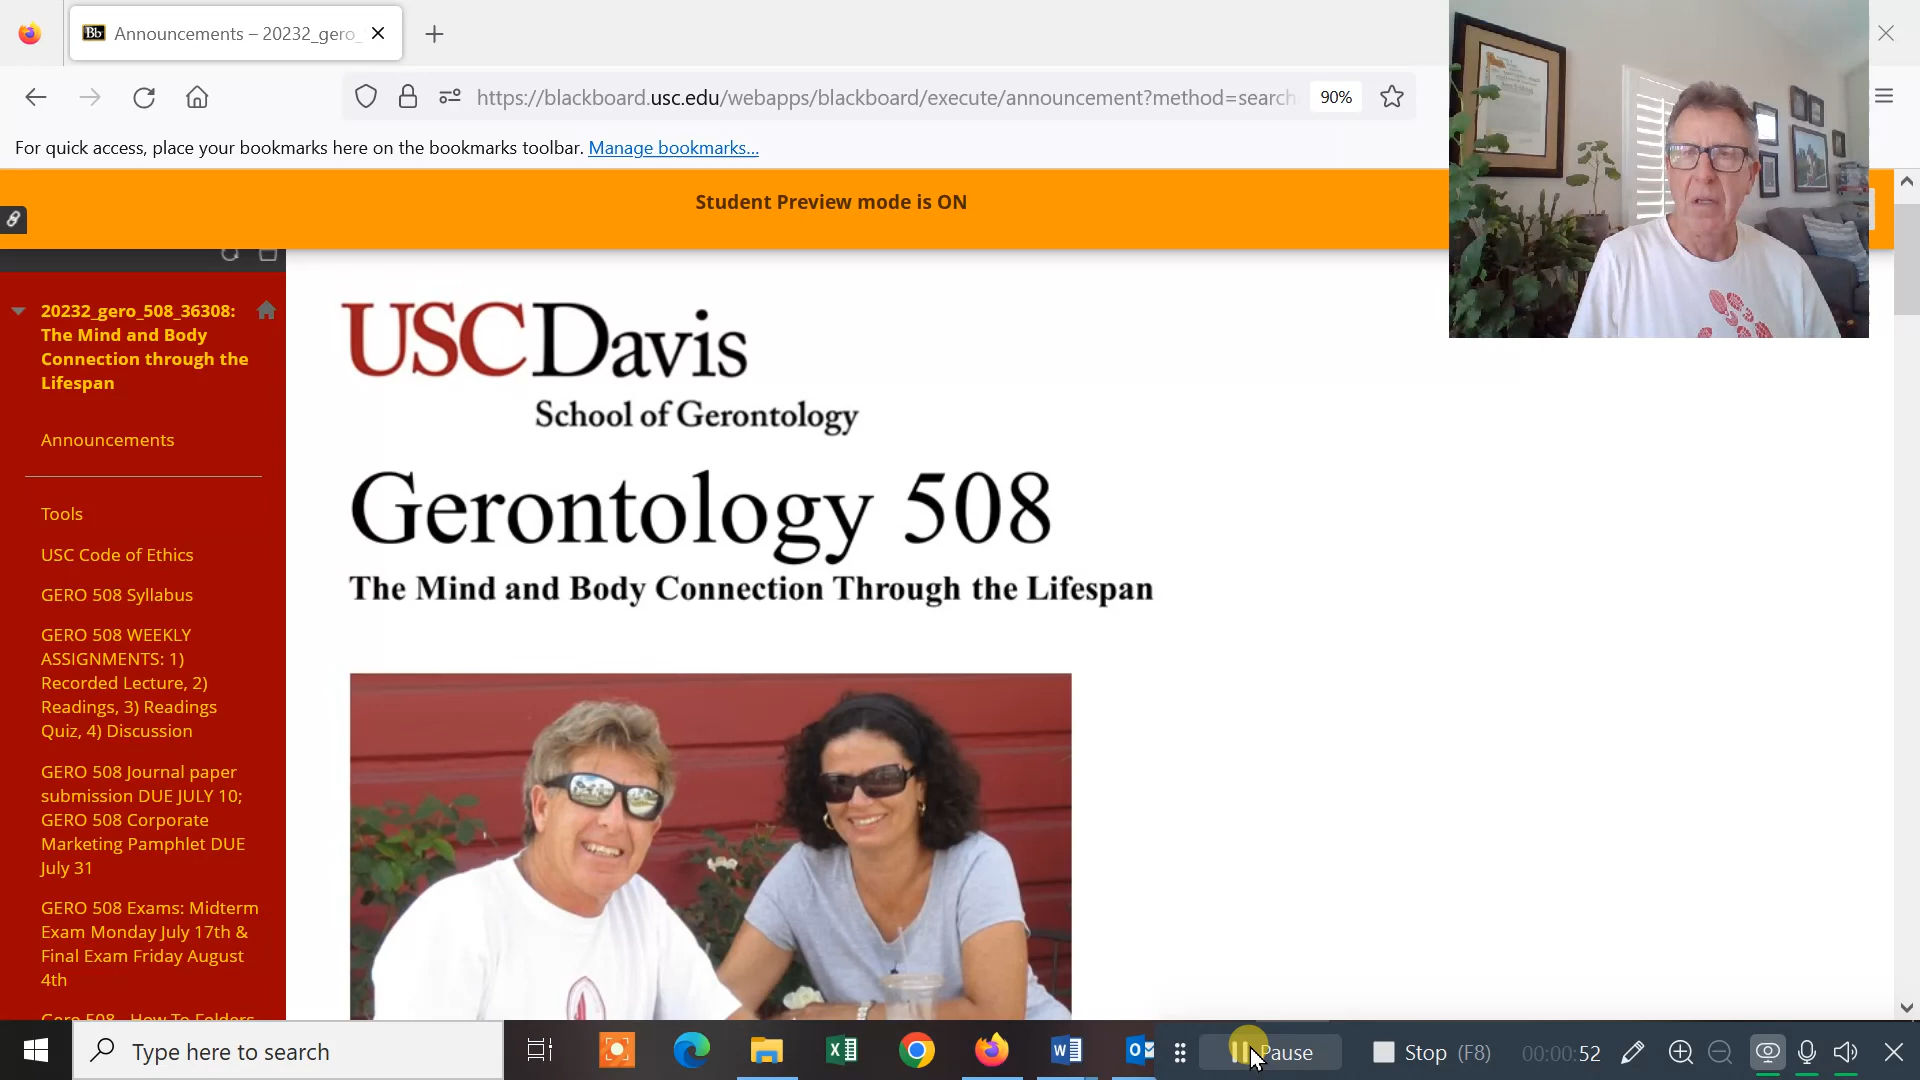 Announcements – 20232_gero_
https://blackboard.usc.edu/webapps/blackboard/execute/announcement?method=search
90%
For quick access, place your bookmarks here on the bookmarks toolbar. Manage bookmarks...
Student Preview mode is ON
20232_gero_508_36308:
The Mind and Body
Connection through the
Lifespan
Announcements
Tools
USC Code of Ethics
GERO 508 Syllabus
GERO 508 WEEKLY
ASSIGNMENTS: 1)
Recorded Lecture, 2)
Readings, 3) Readings
Quiz, 4) Discussion
GERO 508 Journal paper
submission DUE JULY 10;
GERO 508 Corporate
Marketing Pamphlet DUE
July 31
GERO 508 Exams: Midterm
Exam Monday July 17th &
Final Exam Friday August
4th
Gero 508 - How To Folders
USCDavis
School of Gerontology
Gerontology 508
The Mind and Body Connection Through the Lifespan
Type here to search
Pause
Stop (F8)
00:00:52